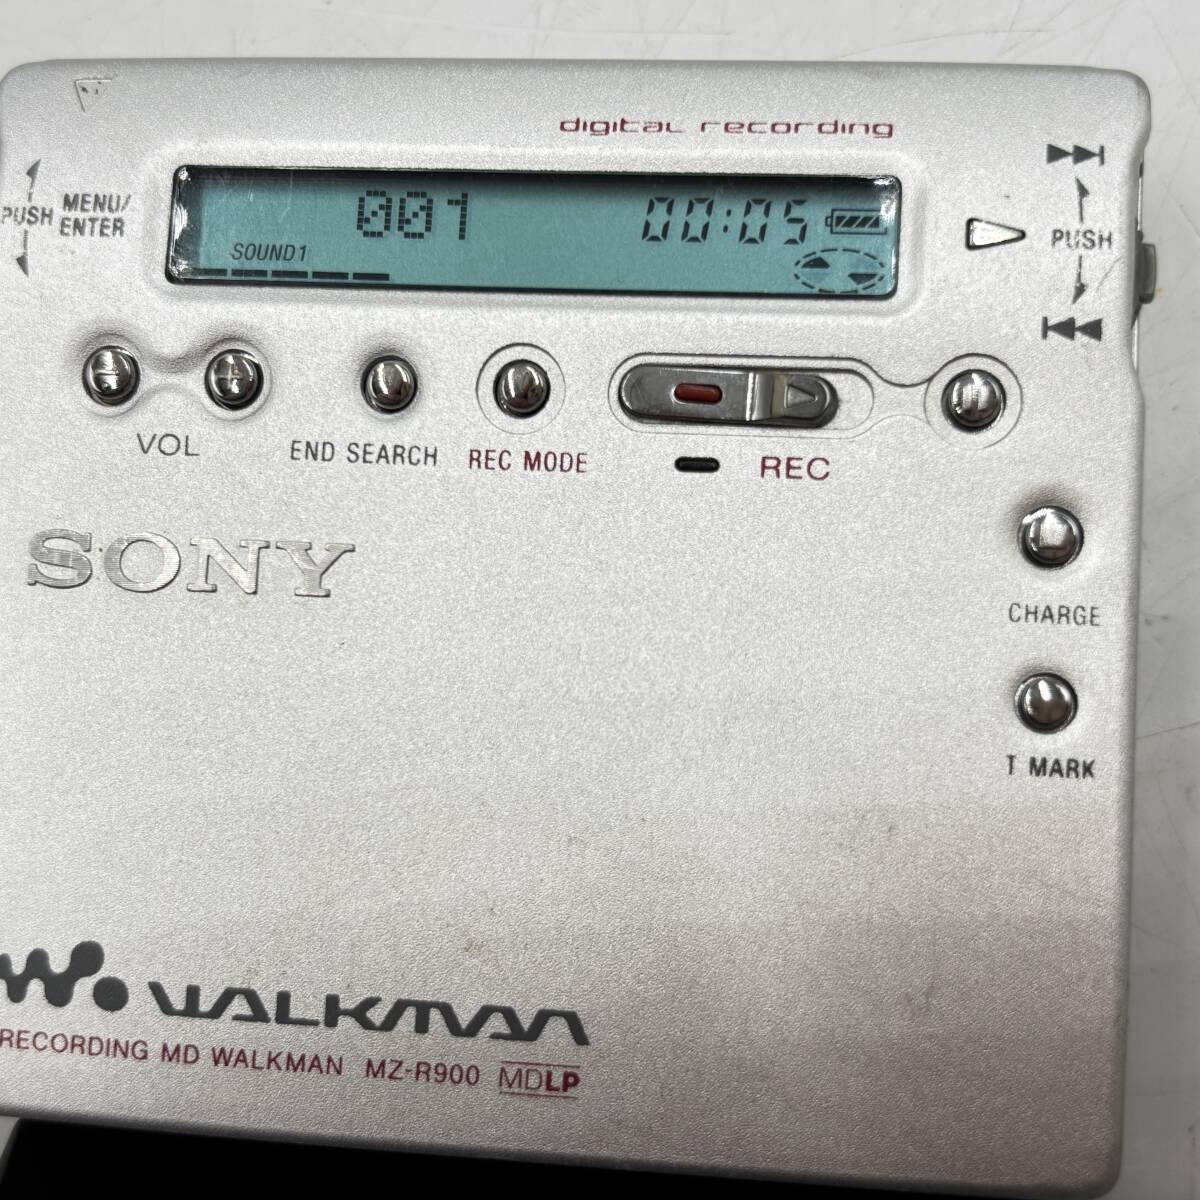 digital recording
PUSH MENU/
ENTER
001 00:05
SOUND1
PUSH
VOL
END SEARCH
REC MODE
REC
SONY
CHARGE
T MARK
WALKMAN
RECORDING MD WALKMAN MZ-R900 MDLP